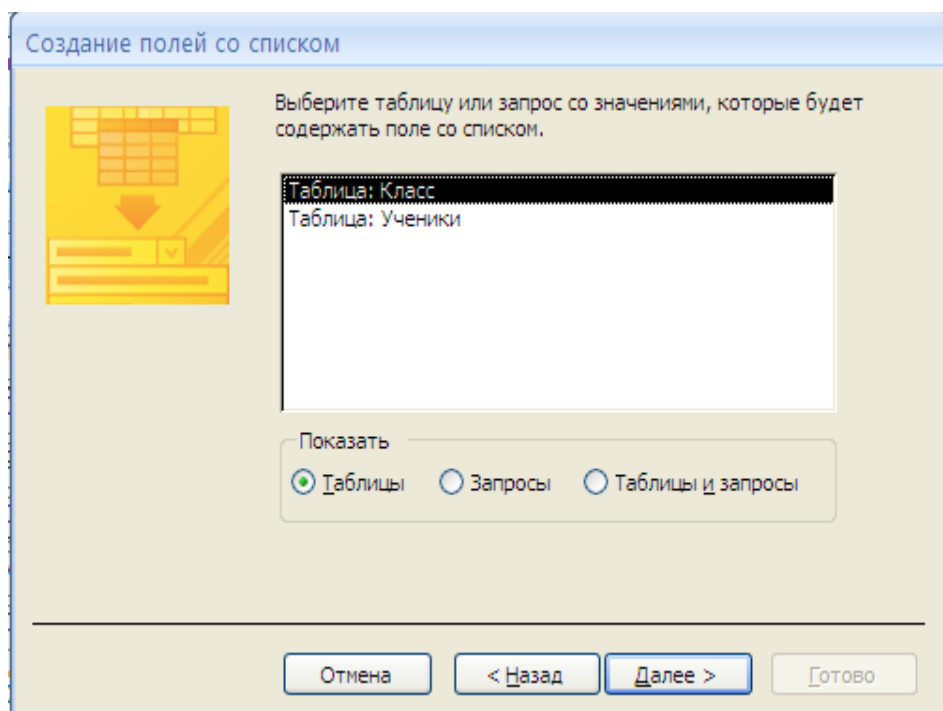 Создание полей со списком
Выберите таблицу или запрос со значениями, которые будет
содержать поле со списком.
Таблица: Класс
Таблица: Ученики
Показать
Таблицы Запросы Таблицы и запросы
Отмена < Назад Далее > Готово